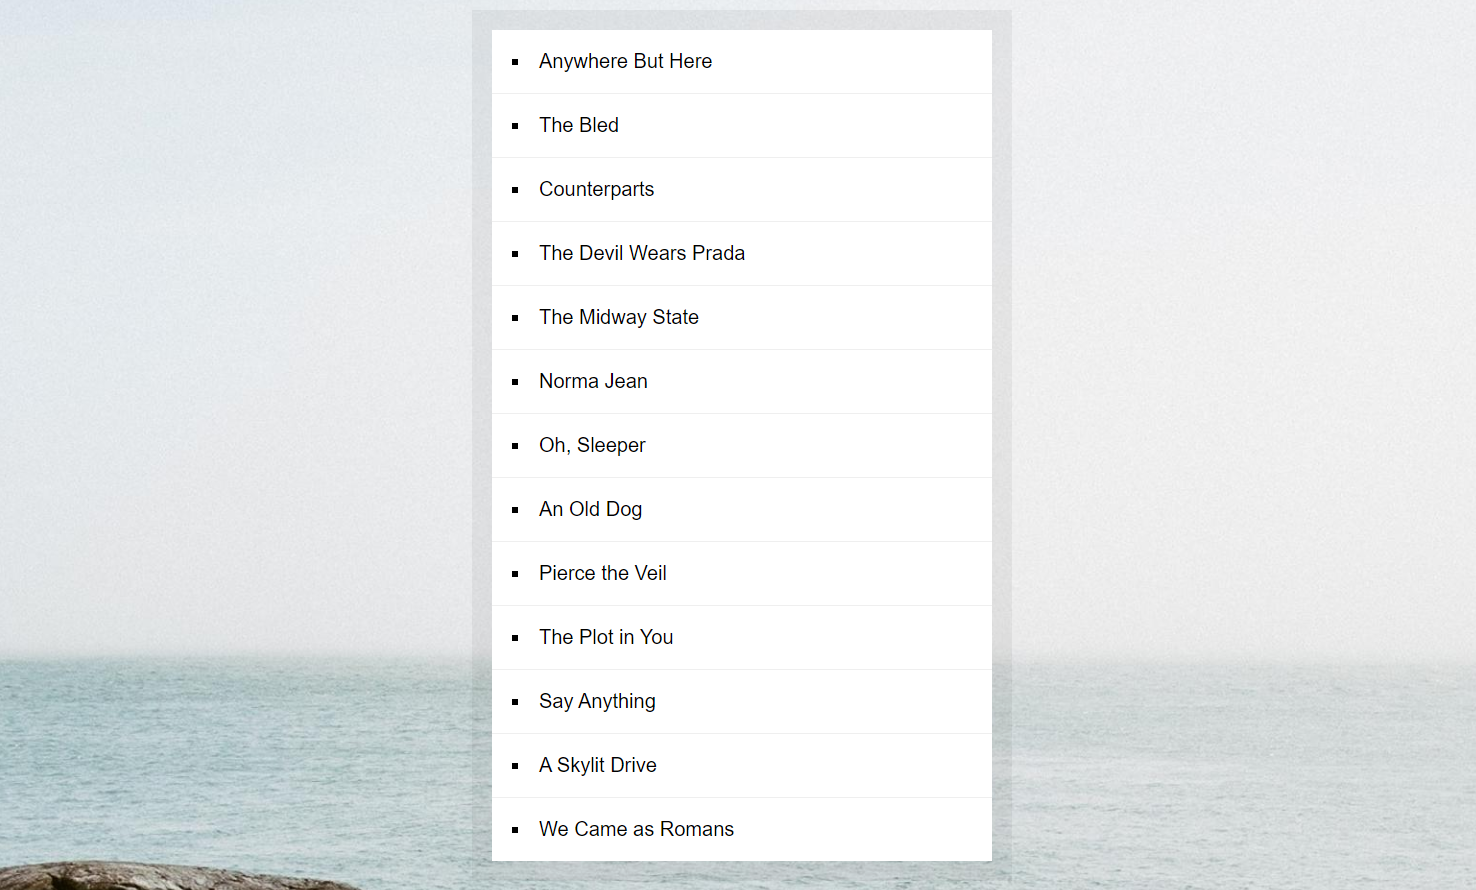 Anywhere But Here
The Bled
Counterparts
The Devil Wears Prada
The Midway State
Norma Jean
Oh, Sleeper
An Old Dog
Pierce the Veil
The Plot in You
Say Anything
A Skylit Drive
We Came as Romans